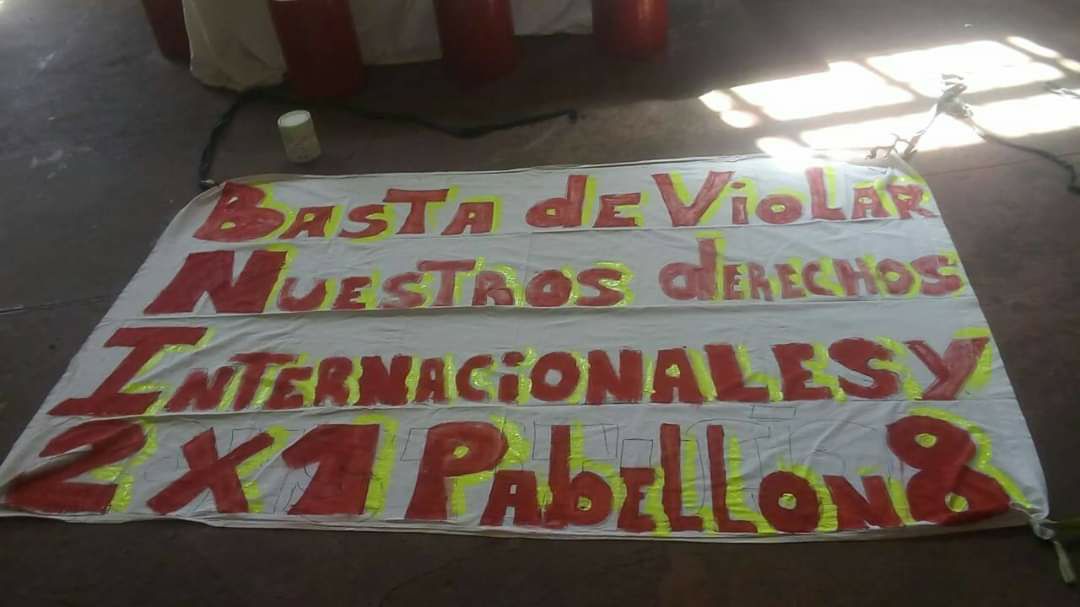 BASTA de VioLAR
NUESTROS dERECHOS
INTERNACiONALES y
2x1 PAbELLON 8